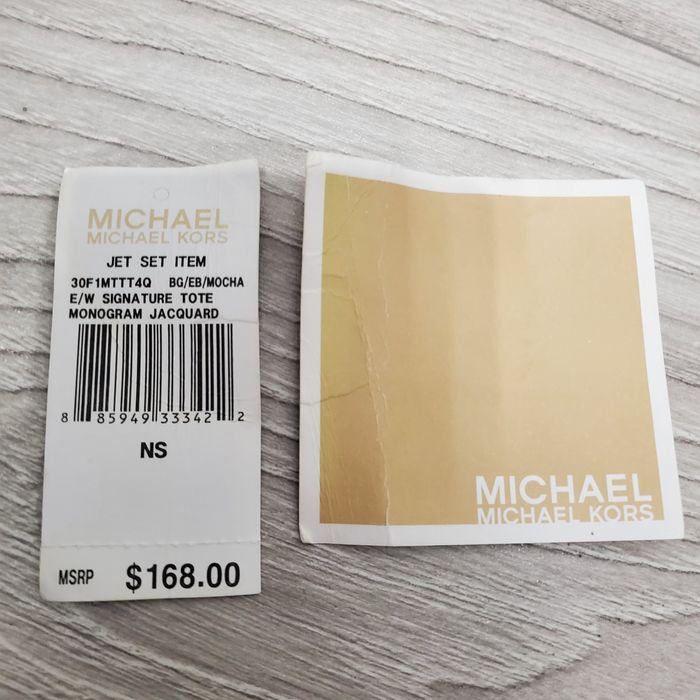 MICHAEL
MICHAEL KORS
JET SET ITEM
30F1MTTT4Q BG/EB/MOCHA
E/W SIGNATURE TOTE
MONOGRAM JACQUARD
8 85949 33342 2
NS
MSRP $168.00
MICHAEL
MICHAEL KORS